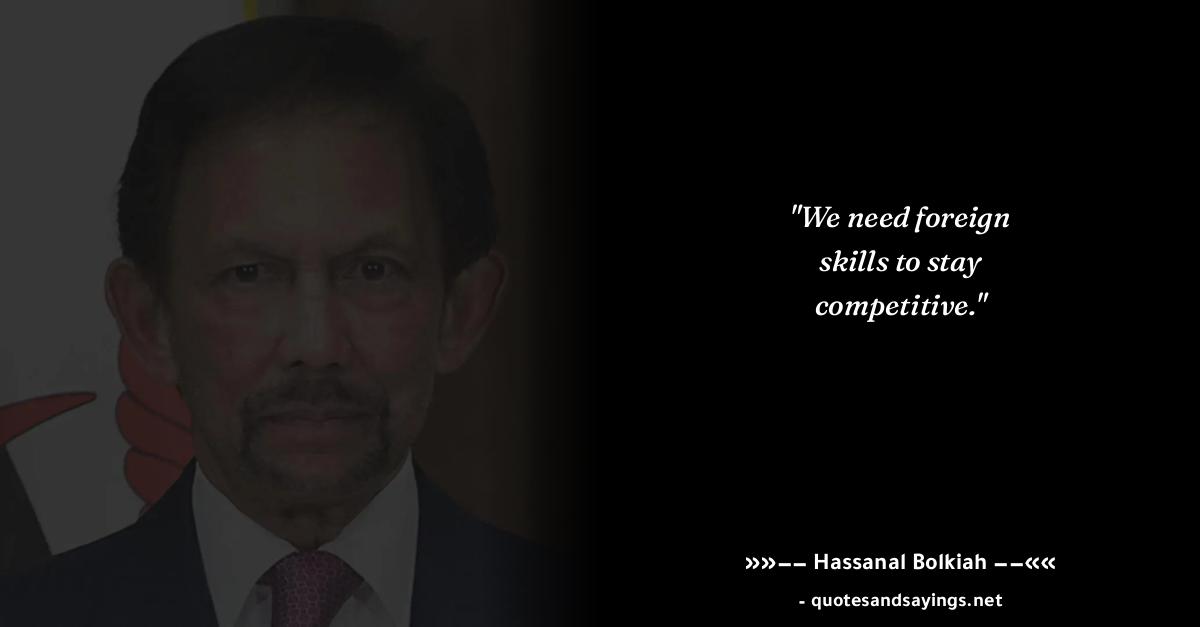 "We need foreign
skills to stay
competitive."
»»–– Hassanal Bolkiah ––««
- quotesandsayings.net